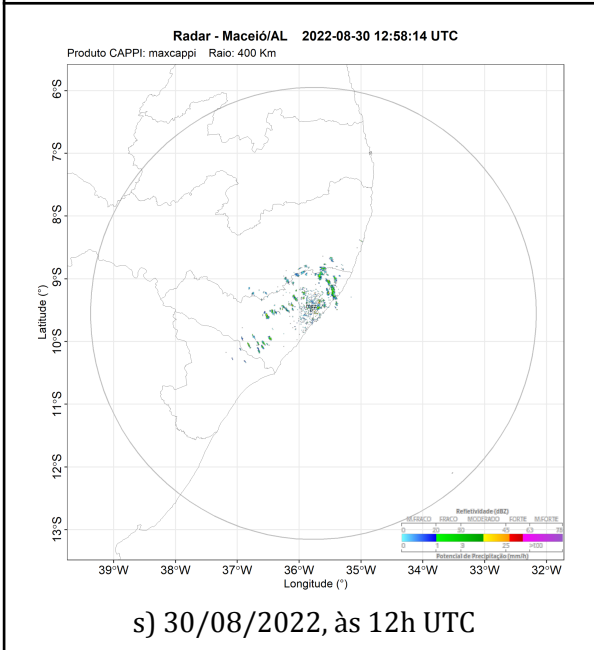 Radar - Maceió/AL 2022-08-30 12:58:14 UTC
Produto CAPPI: maxcappi Raio: 400 Km
6°S
7°S
8°S
9°S
10°S
11°S
12°S
13°S
Latitude (°)
39°W 38°W 37°W 36°W 35°W 34°W 33°W 32°W
Longitude (°)
Refletividade (dBZ)
M.FRACO FRACO MODERADO FORTE M.FORTE
0 20 30 45 63
0 1 3 25 >100
Potencial de Precipitação (mm/h)
s) 30/08/2022, às 12h UTC